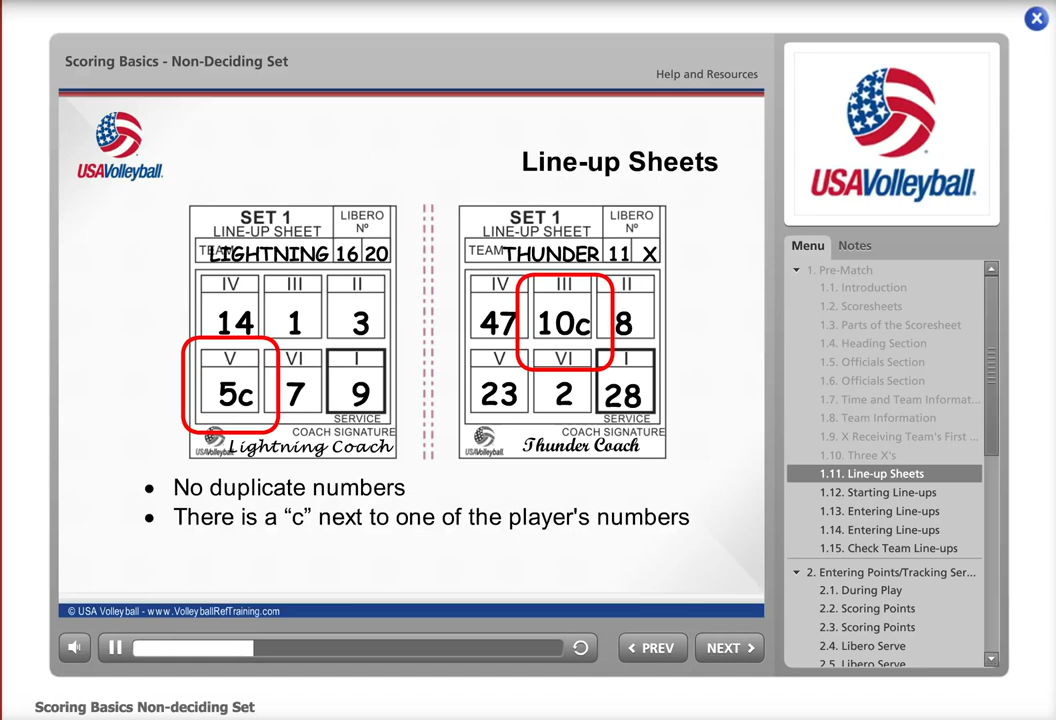 Scoring Basics - Non-Deciding Set
Help and Resources
USAVolleyball.
Line-up Sheets
SET 1
LINE-UP SHEET
LIBERO
Nº
TEAM LIGHTNING 16 20
IV III II
14 1 3
V VI I
5c 7 9
SERVICE
COACH SIGNATURE
USAVolleyball. Lightning Coach
SET 1
LINE-UP SHEET
LIBERO
Nº
TEAM THUNDER 11 X
IV III II
47 10c 8
V VI I
23 2 28
SERVICE
COACH SIGNATURE
USAVolleyball. Thunder Coach
• No duplicate numbers
• There is a “c” next to one of the player's numbers
© USA Volleyball - www.VolleyballRefTraining.com
PREV NEXT
USAVolleyball.
Menu Notes
1. Pre-Match
1.1. Introduction
1.2. Scoresheets
1.3. Parts of the Scoresheet
1.4. Heading Section
1.5. Officials Section
1.6. Officials Section
1.7. Time and Team Informat...
1.8. Team Information
1.9. X Receiving Team's First ...
1.10. Three X's
1.11. Line-up Sheets
1.12. Starting Line-ups
1.13. Entering Line-ups
1.14. Entering Line-ups
1.15. Check Team Line-ups
2. Entering Points/Tracking Ser...
2.1. During Play
2.2. Scoring Points
2.3. Scoring Points
2.4. Libero Serve
2.5. Libero Serve
Scoring Basics Non-deciding Set